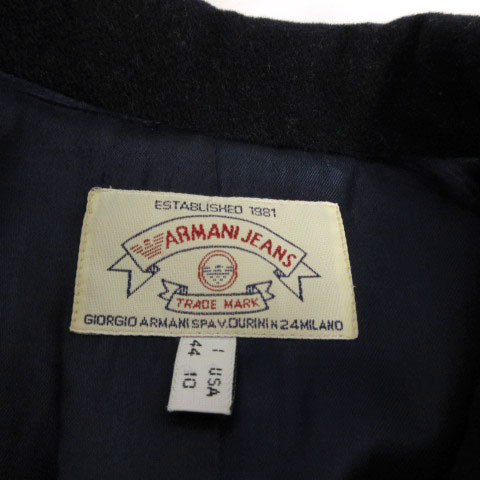 ESTABLISHED 1981
ARMANI JEANS
TRADE MARK
GIORGIO ARMANI SPA V. DURINI N 24 MILANO
I USA
44 10